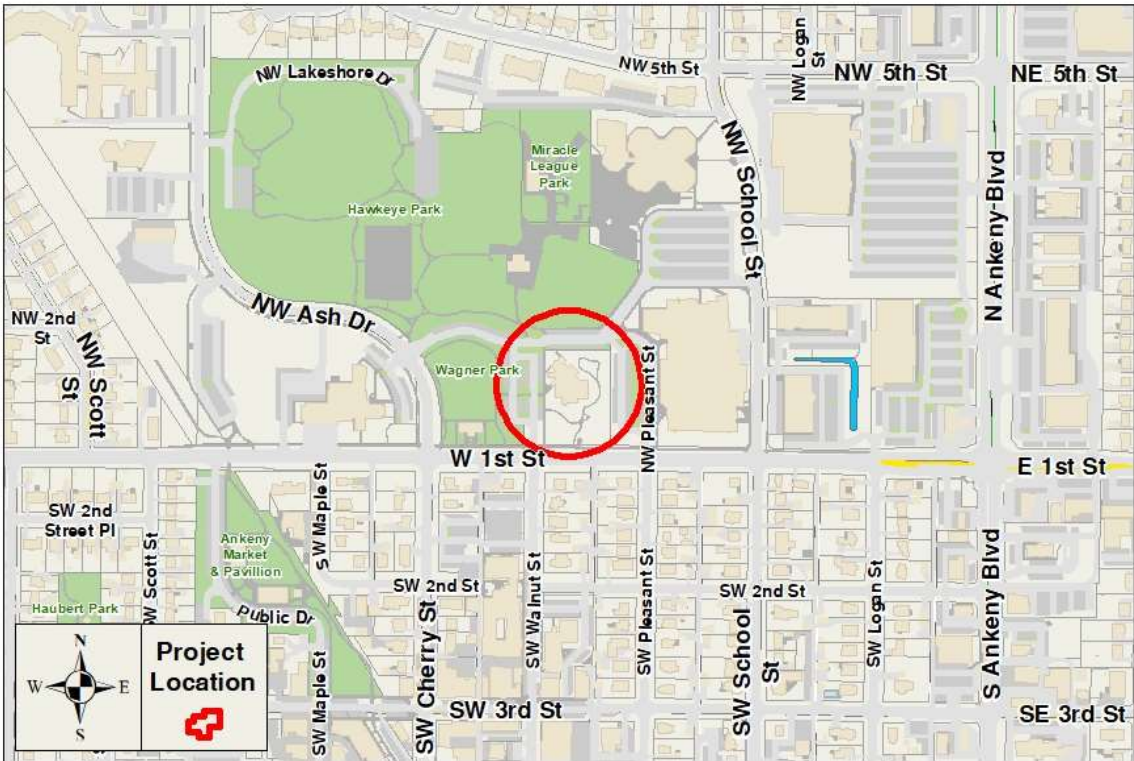 NW Lakeshore Dr
NW 5th St
NW Logan
St
NW 5th St
NE 5th St
Miracle
League
Park
Hawkeye Park
NW School St
N Ankeny Blvd
NW 2nd
St
NW Scott
St
NW Ash Dr
Wagner Park
NW Pleasant St
W 1st St
E 1st St
SW 2nd
Street Pl
W Scott St
Ankeny
Market
& Pavillion
SW Maple St
SW 2nd St
SW Cherry St
SW Walnut St
SW Pleasant St
SW 2nd St
SW School
St
SW Logan St
S Ankeny Blvd
Haubert Park
Public Dr
SW Maple St
SW 3rd St
SE 3rd St
N
W E
S
Project
Location